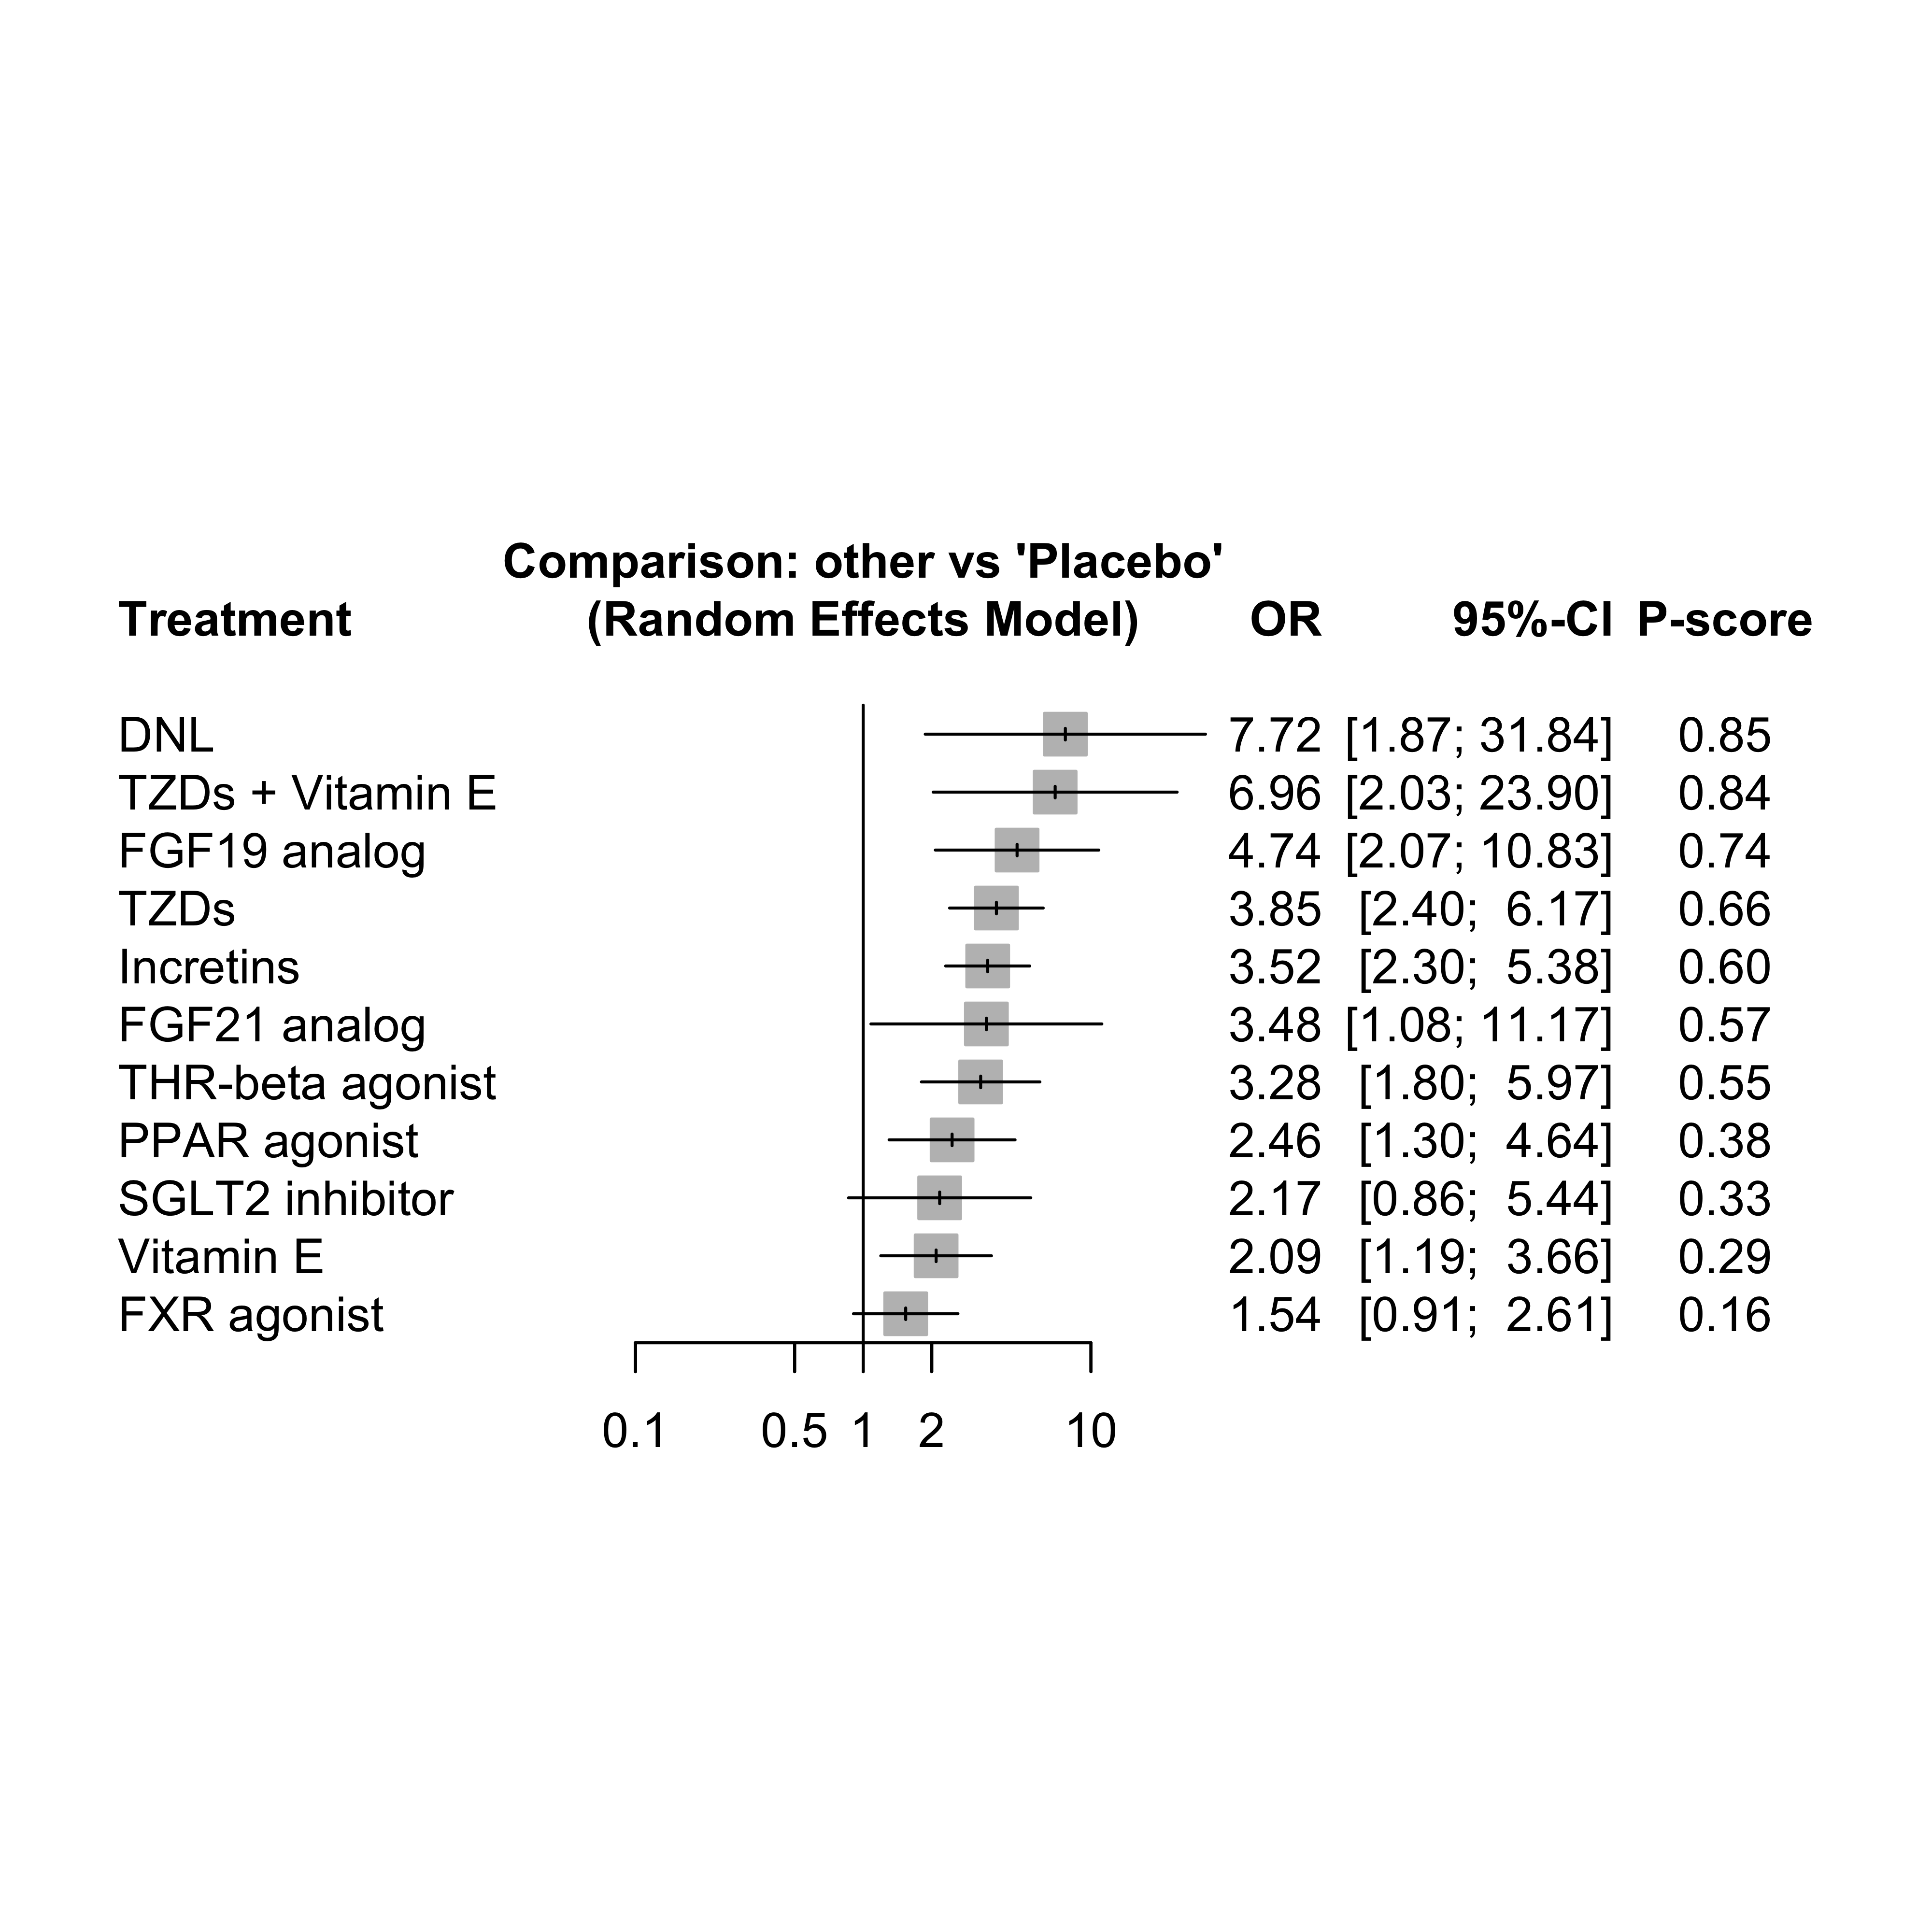 Comparison: other vs 'Placebo'
Treatment (Random Effects Model) OR 95%-CI P-score
DNL 7.72 [1.87; 31.84] 0.85
TZDs + Vitamin E 6.96 [2.03; 23.90] 0.84
FGF19 analog 4.74 [2.07; 10.83] 0.74
TZDs 3.85 [2.40; 6.17] 0.66
Incretins 3.52 [2.30; 5.38] 0.60
FGF21 analog 3.48 [1.08; 11.17] 0.57
THR-beta agonist 3.28 [1.80; 5.97] 0.55
PPAR agonist 2.46 [1.30; 4.64] 0.38
SGLT2 inhibitor 2.17 [0.86; 5.44] 0.33
Vitamin E 2.09 [1.19; 3.66] 0.29
FXR agonist 1.54 [0.91; 2.61] 0.16
0.1 0.5 1 2 10